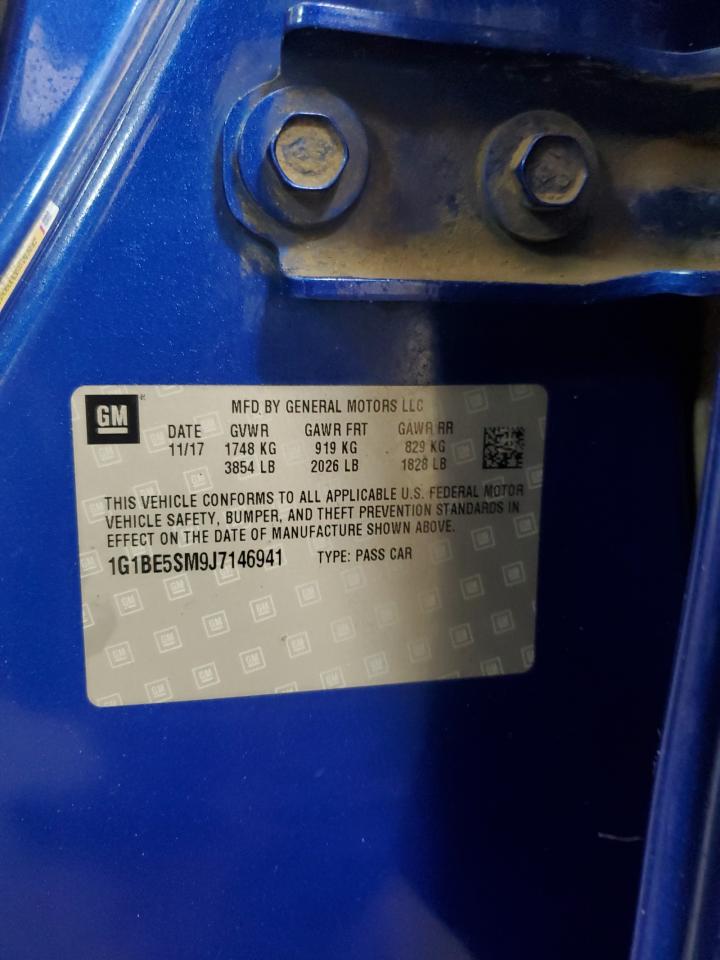 GM
MFD BY GENERAL MOTORS LLC
DATE GVWR GAWR FRT GAWR RR
11/17 1748 KG 919 KG 829 KG
3854 LB 2026 LB 1828 LB
THIS VEHICLE CONFORMS TO ALL APPLICABLE U.S. FEDERAL MOTOR
VEHICLE SAFETY, BUMPER, AND THEFT PREVENTION STANDARDS IN
EFFECT ON THE DATE OF MANUFACTURE SHOWN ABOVE.
1G1BE5SM9J7146941 TYPE: PASS CAR